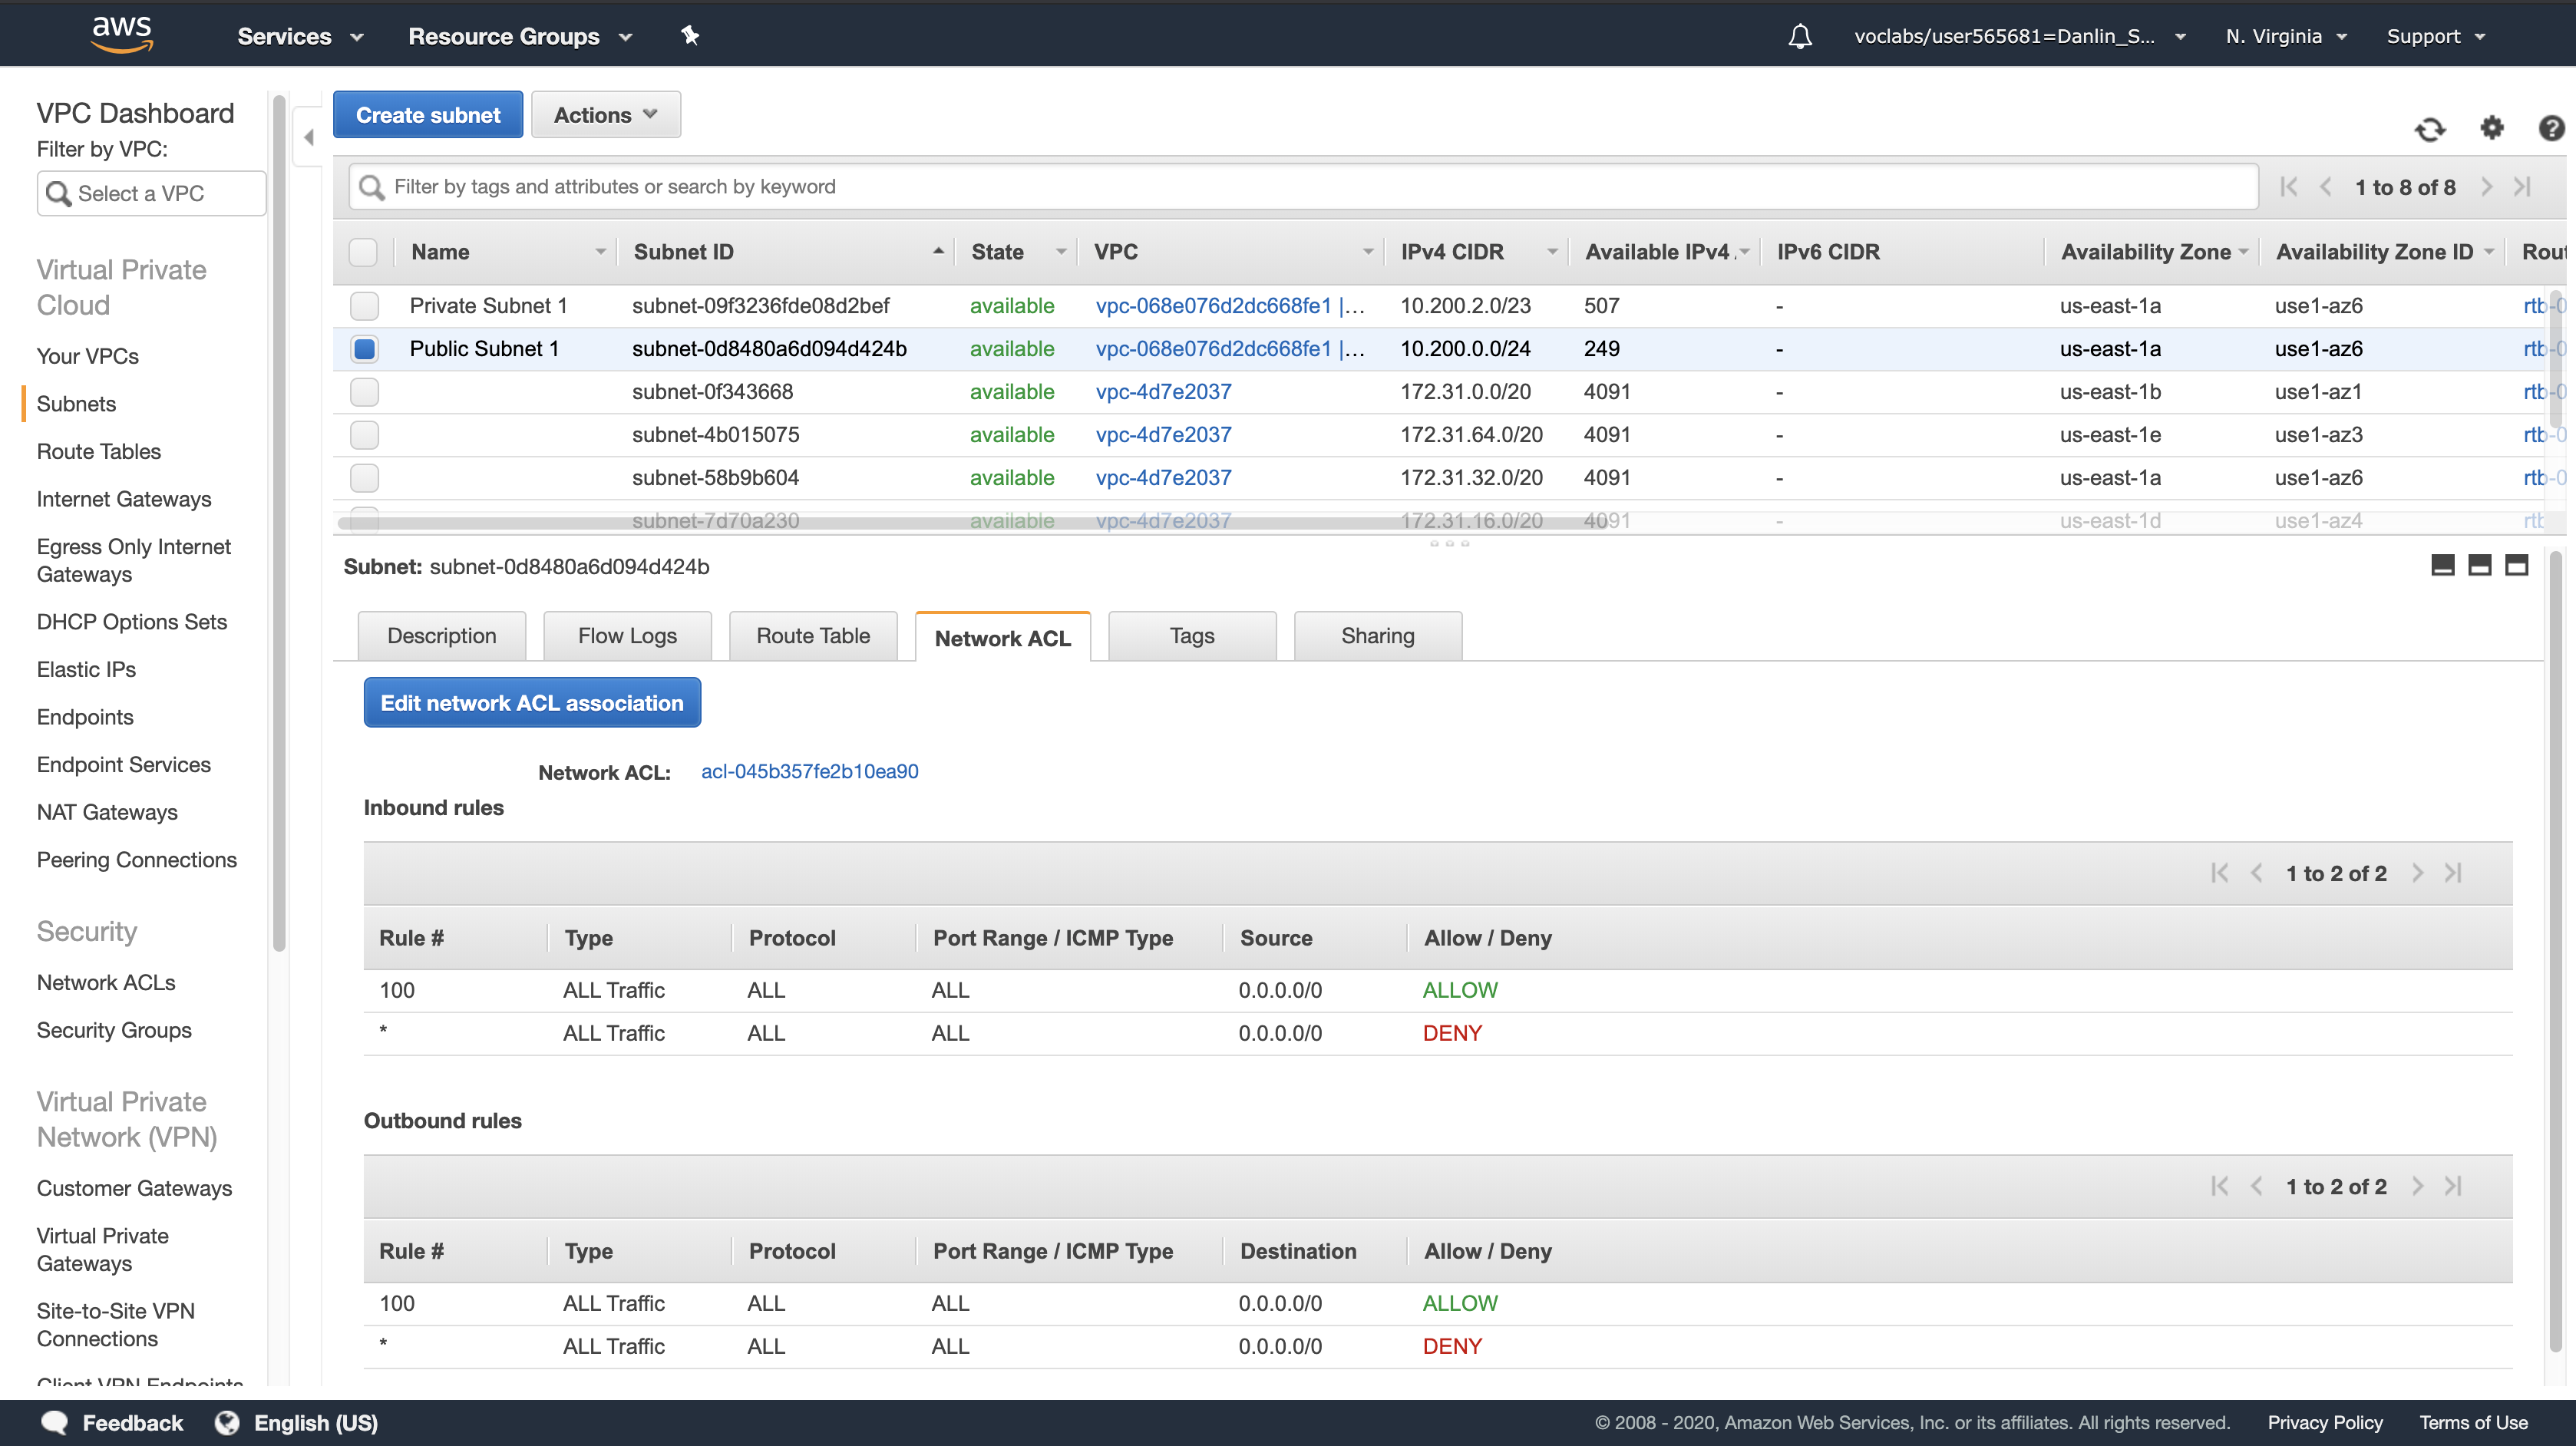 aws Services Resource Groups voclabs/user565681=Danlin_S... N. Virginia Support
VPC Dashboard
Filter by VPC:
Select a VPC
Virtual Private
Cloud
Your VPCs
Subnets
Route Tables
Internet Gateways
Egress Only Internet
Gateways
DHCP Options Sets
Elastic IPs
Endpoints
Endpoint Services
NAT Gateways
Peering Connections
Security
Network ACLs
Security Groups
Virtual Private
Network (VPN)
Customer Gateways
Virtual Private
Gateways
Site-to-Site VPN
Connections
Client VPN Endpoints
Create subnet Actions
Filter by tags and attributes or search by keyword 1 to 8 of 8
Name Subnet ID State VPC IPv4 CIDR Available IPv4 IPv6 CIDR Availability Zone Availability Zone ID Rout
Private Subnet 1 subnet-09f3236fde08d2bef available vpc-068e076d2dc668fe1 |... 10.200.2.0/23 507 - us-east-1a use1-az6 rtb-0
Public Subnet 1 subnet-0d8480a6d094d424b available vpc-068e076d2dc668fe1 |... 10.200.0.0/24 249 - us-east-1a use1-az6 rtb-0
subnet-0f343668 available vpc-4d7e2037 172.31.0.0/20 4091 - us-east-1b use1-az1 rtb-0
subnet-4b015075 available vpc-4d7e2037 172.31.64.0/20 4091 - us-east-1e use1-az3 rtb-0
subnet-58b9b604 available vpc-4d7e2037 172.31.32.0/20 4091 - us-east-1a use1-az6 rtb-0
subnet-7d70a230 available vpc-4d7e2037 172.31.16.0/20 4091 - us-east-1d use1-az4 rtb
Subnet: subnet-0d8480a6d094d424b
Description Flow Logs Route Table Network ACL Tags Sharing
Edit network ACL association
Network ACL: acl-045b357fe2b10ea90
Inbound rules
1 to 2 of 2
Rule # Type Protocol Port Range / ICMP Type Source Allow / Deny
100 ALL Traffic ALL ALL 0.0.0.0/0 ALLOW
* ALL Traffic ALL ALL 0.0.0.0/0 DENY
Outbound rules
1 to 2 of 2
Rule # Type Protocol Port Range / ICMP Type Destination Allow / Deny
100 ALL Traffic ALL ALL 0.0.0.0/0 ALLOW
* ALL Traffic ALL ALL 0.0.0.0/0 DENY
Feedback English (US) © 2008 - 2020, Amazon Web Services, Inc. or its affiliates. All rights reserved. Privacy Policy Terms of Use